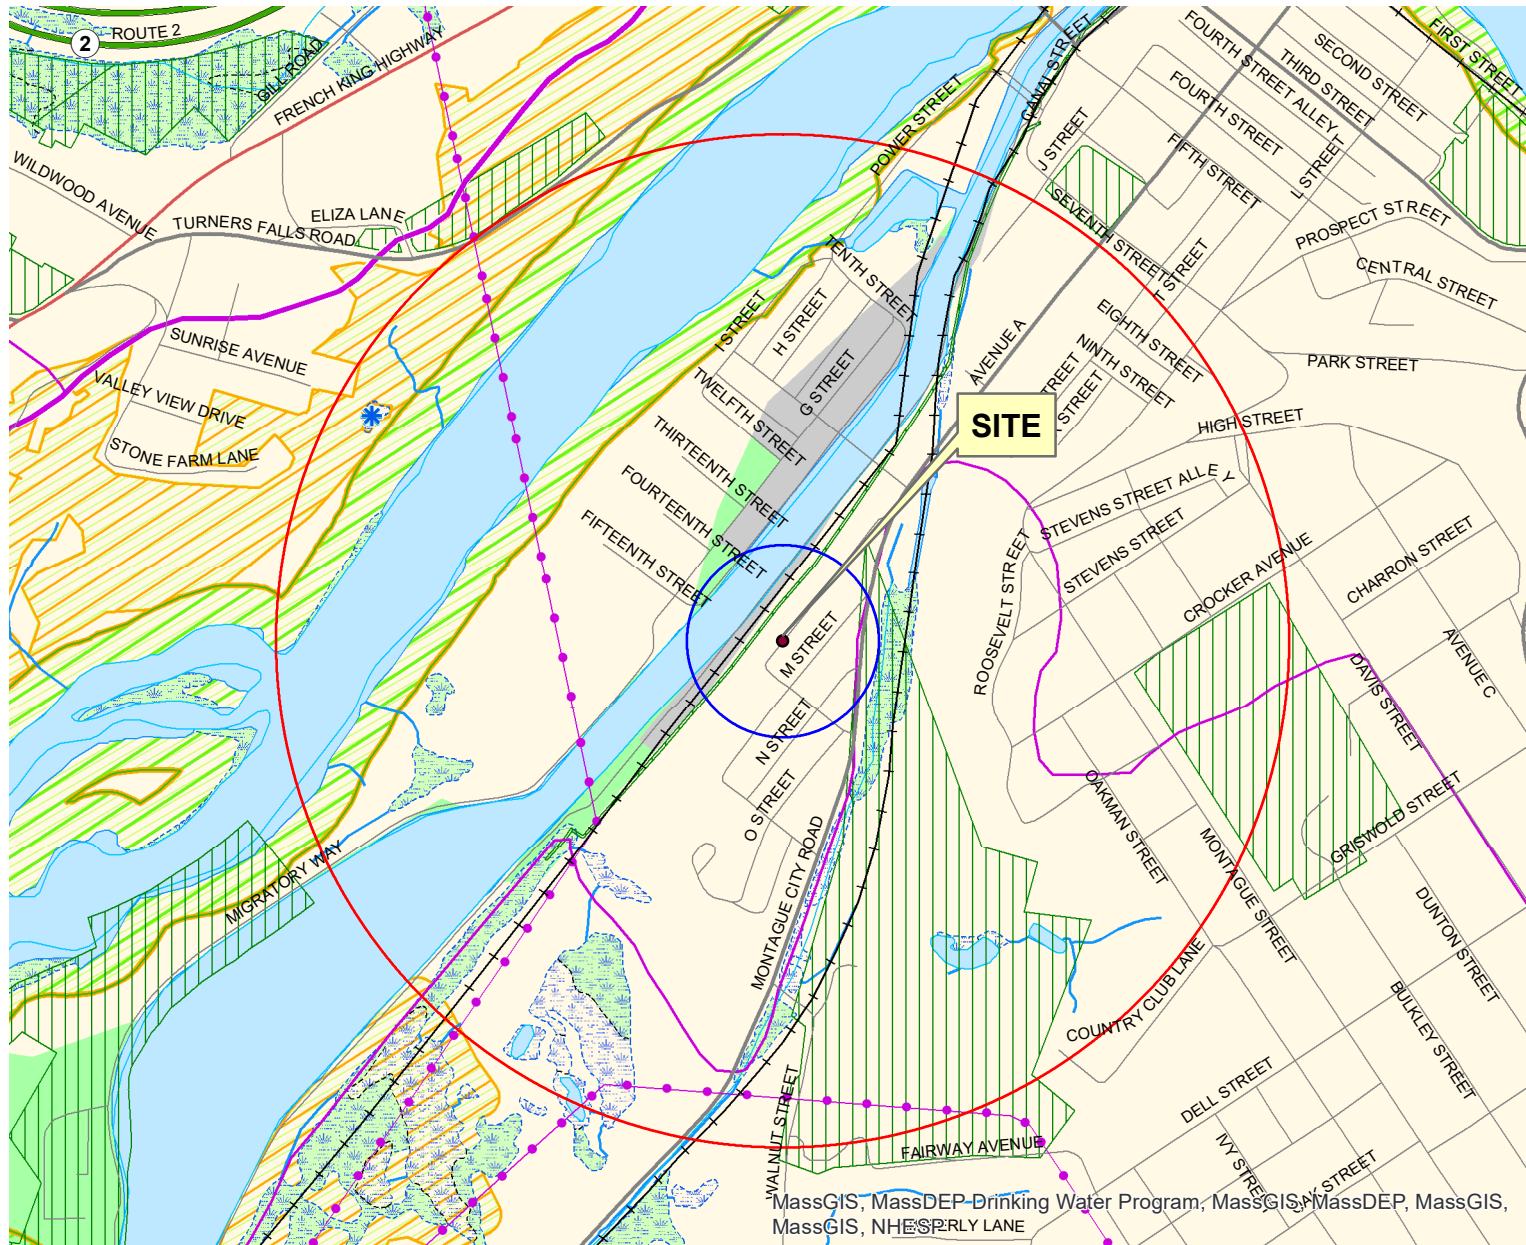 ROUTE 2
2
GILL ROAD
FRENCH KING HIGHWAY
WILDWOOD AVENUE
TURNERS FALLS ROAD
ELIZA LANE
SUNRISE AVENUE
VALLEY VIEW DRIVE
STONE FARM LANE
POWER STREET
CANAL STREET
J STREET
FOURTH STREET ALLEY
SECOND STREET
THIRD STREET
FIRST STREET
FOURTH STREET
FIFTH STREET
L STREET
SEVENTH STREET
PROSPECT STREET
CENTRAL STREET
STREET
TENTH STREET
I STREET
H STREET
G STREET
AVENUE A
EIGHTH STREET
NINTH STREET
PARK STREET
TWELFTH STREET
THIRTEENTH STREET
FOURTEENTH STREET
FIFTEENTH STREET
SITE
HIGH STREET
STEVENS STREET ALLEY
STEVENS STREET
CROCKER AVENUE
CHARRON STREET
ROOSEVELT STREET
M STREET
N STREET
O STREET
AVENUE C
DAVIS STREET
OAKMAN STREET
MONTAGUE STREET
GRISWOLD STREET
DUNTON STREET
BULKLEY STREET
MIGRATORY WAY
MONTAGUE CITY ROAD
COUNTRY CLUB LANE
DELL STREET
IVY STREET
WALNUT STREET
FAIRWAY AVENUE
MassGIS, MassDEP Drinking Water Program, MassGIS, MassDEP, MassGIS,
MassGIS, NHESP